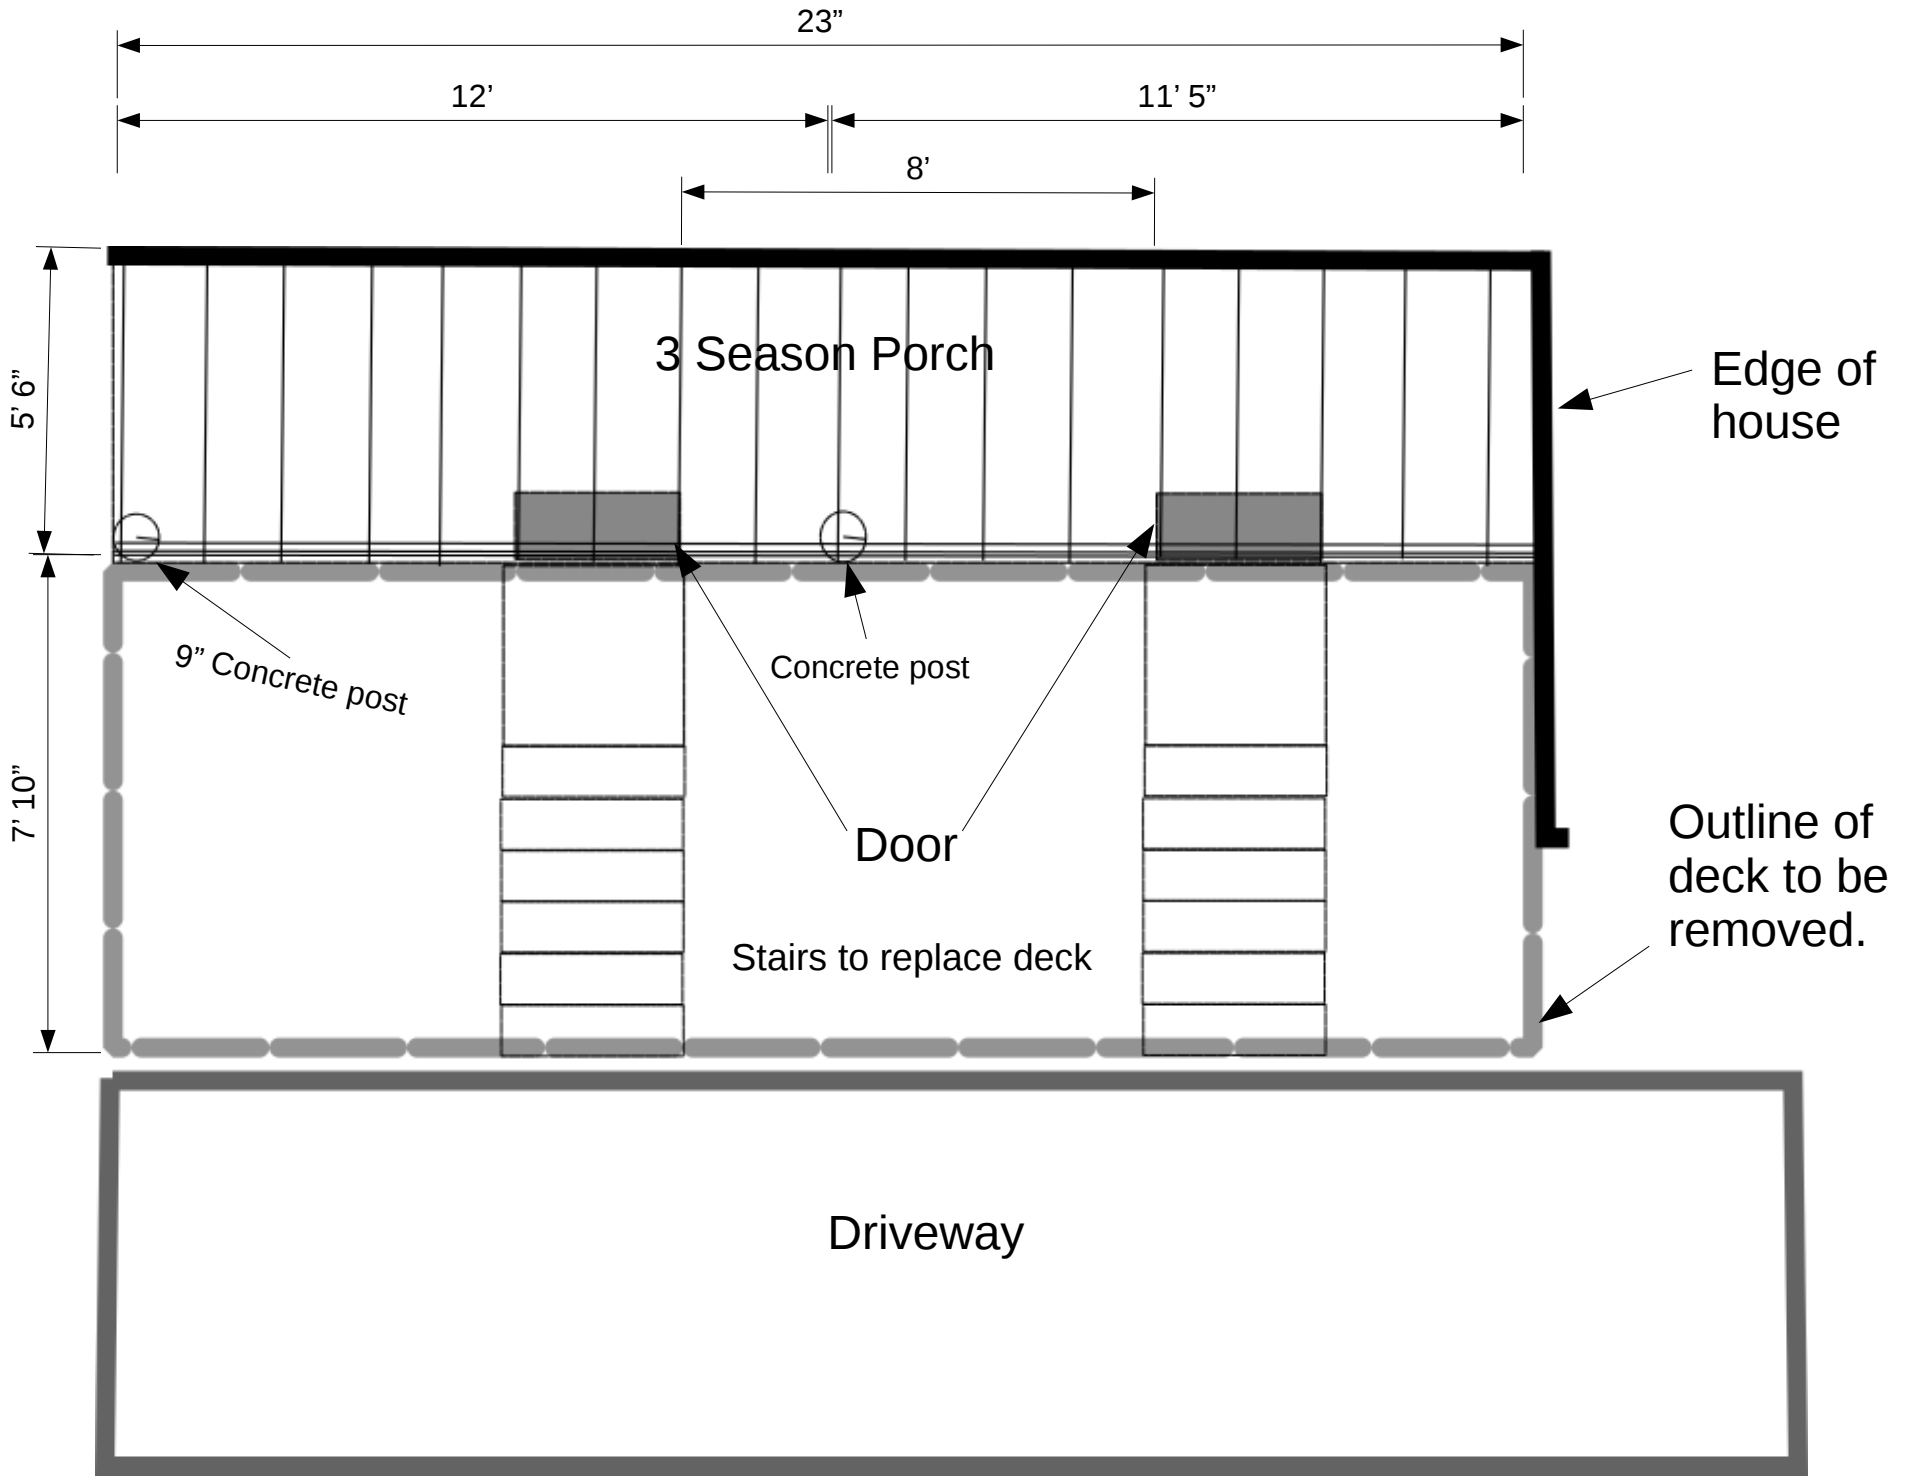 23”
12’
11’ 5”
8’
3 Season Porch
5’ 6”
Edge of
house
9” Concrete post
Concrete post
7’ 10”
Door
Outline of
deck to be
removed.
Stairs to replace deck
Driveway